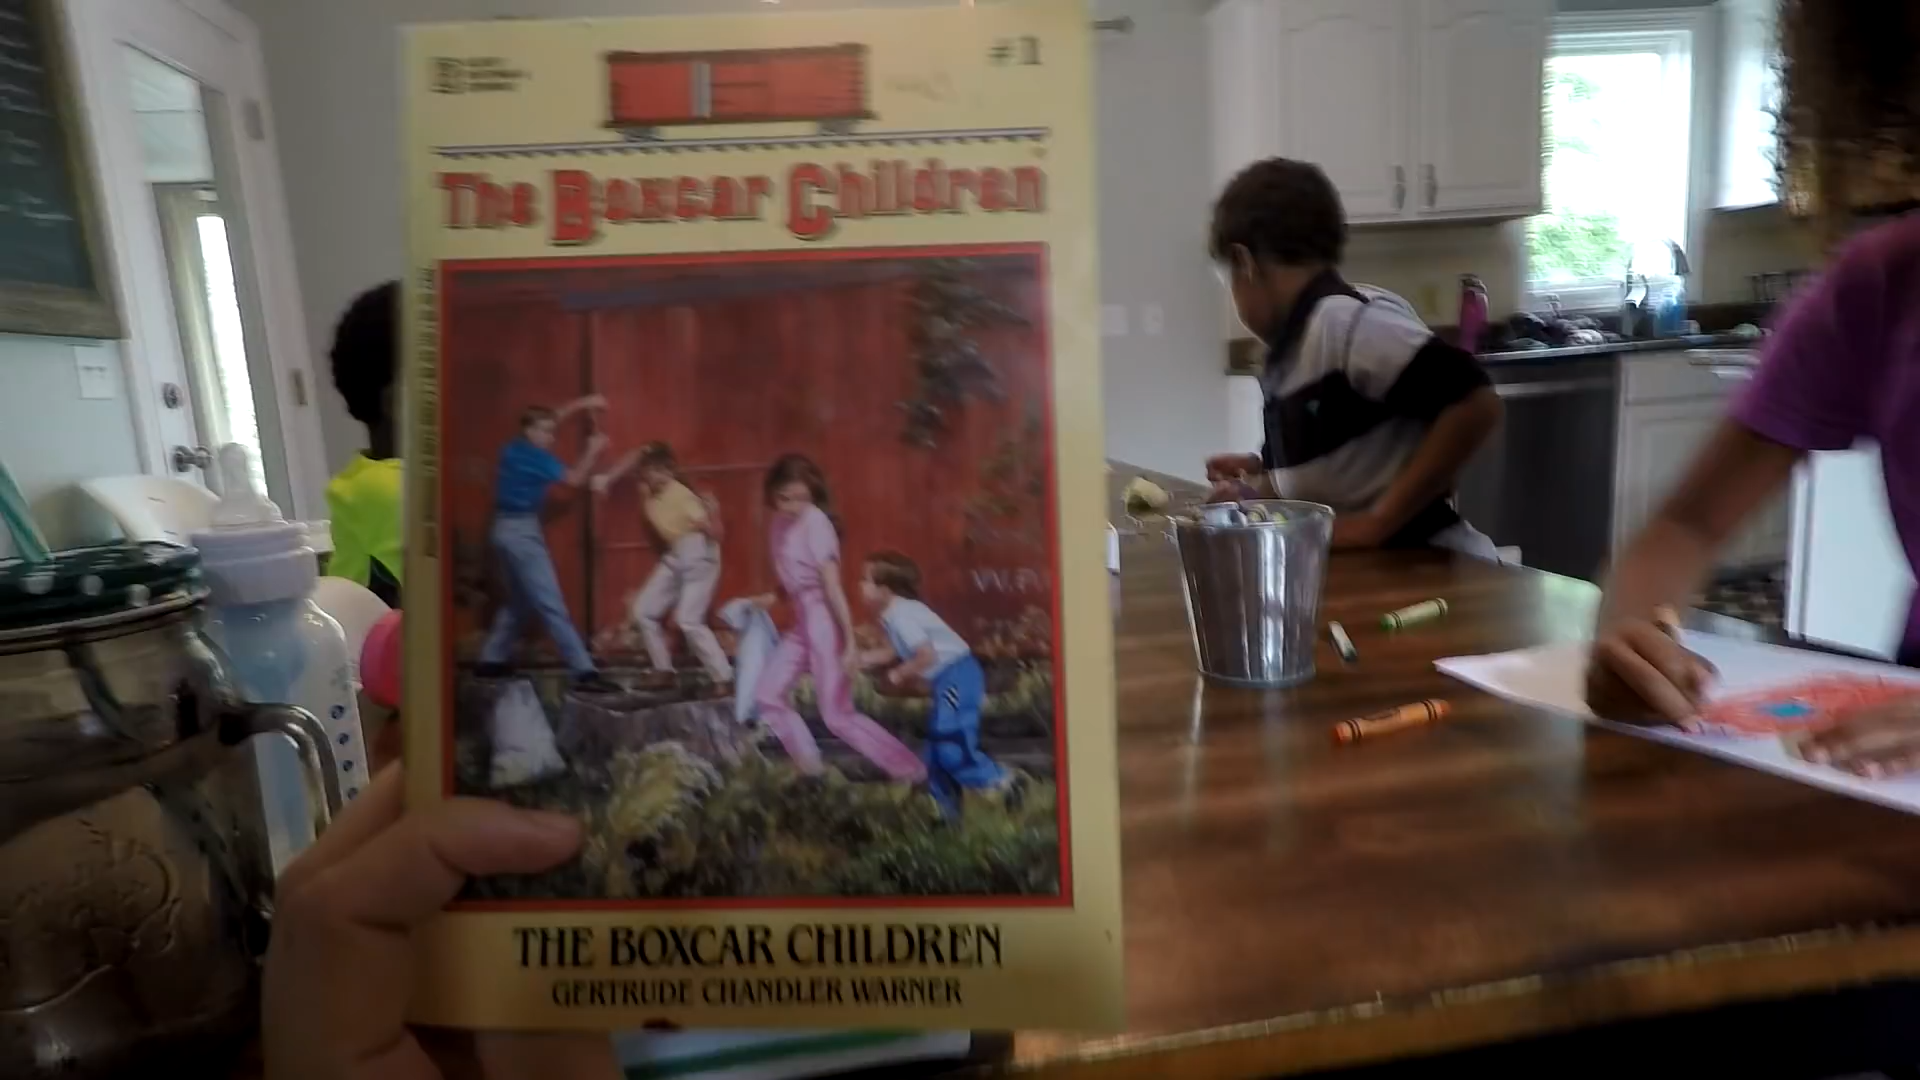 #1
The Boxcar Children
THE BOXCAR CHILDREN
GERTRUDE CHANDLER WARNER